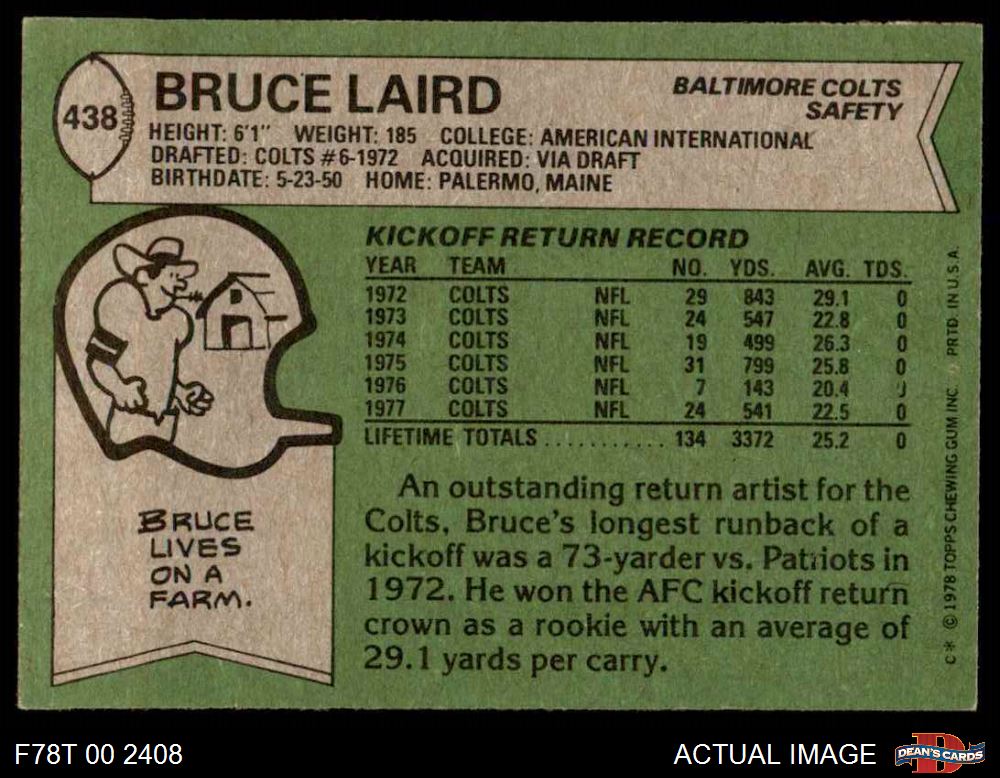 438
BRUCE LAIRD
BALTIMORE COLTS
SAFETY
HEIGHT: 6'1" WEIGHT: 185 COLLEGE: AMERICAN INTERNATIONAL
DRAFTED: COLTS #6-1972 ACQUIRED: VIA DRAFT
BIRTHDATE: 5-23-50 HOME: PALERMO, MAINE
KICKOFF RETURN RECORD
YEAR TEAM NO. YDS. AVG. TDS.
1972 COLTS NFL 29 843 29.1 0
1973 COLTS NFL 24 547 22.8 0
1974 COLTS NFL 19 499 26.3 0
1975 COLTS NFL 31 799 25.8 0
1976 COLTS NFL 7 143 20.4
1977 COLTS NFL 24 541 22.5 0
LIFETIME TOTALS ........... 134 3372 25.2 0
An outstanding return artist for the
Colts, Bruce's longest runback of a
kickoff was a 73-yarder vs. Patriots in
1972. He won the AFC kickoff return
crown as a rookie with an average of
29.1 yards per carry.
BRUCE
LIVES
ON A
FARM.
C* © 1978 TOPPS CHEWING GUM INC. PRTD. IN U.S.A.
F78T 00 2408
ACTUAL IMAGE
D
DEAN'S CARDS